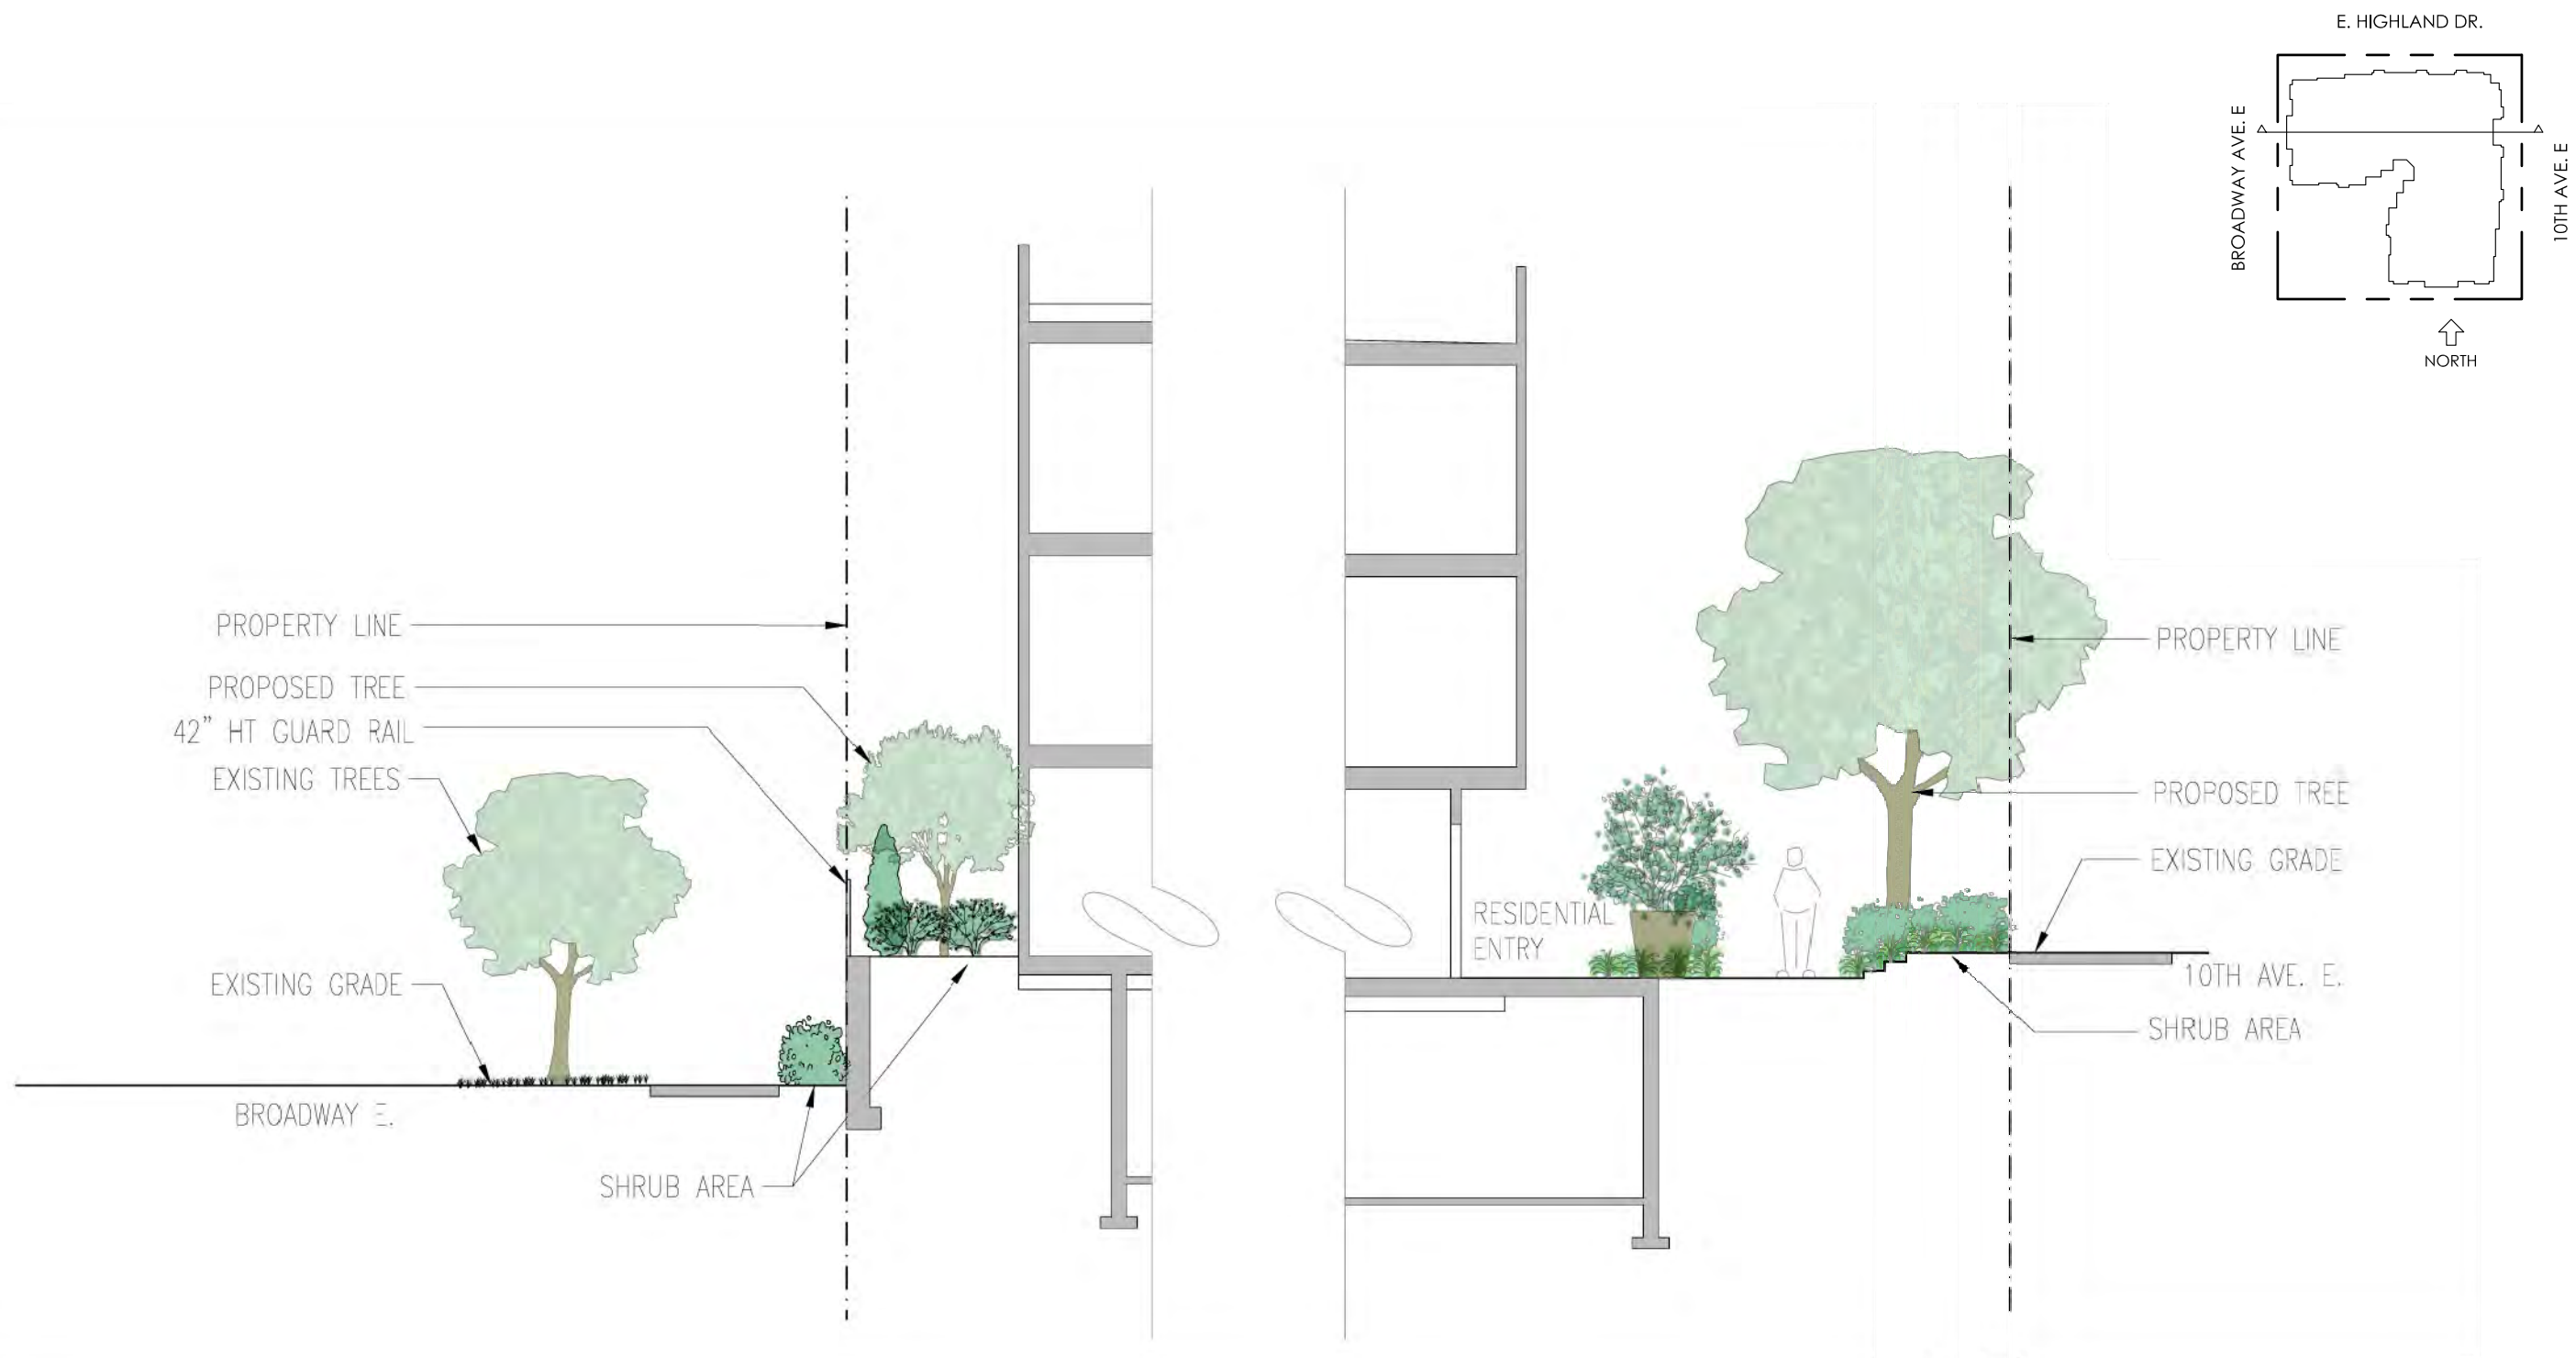 E. HIGHLAND DR.
BROADWAY AVE. E
10TH AVE. E
NORTH
PROPERTY LINE
PROPOSED TREE
42" HT GUARD RAIL
EXISTING TREES
EXISTING GRADE
BROADWAY E.
SHRUB AREA
RESIDENTIAL
ENTRY
PROPERTY LINE
PROPOSED TREE
EXISTING GRADE
10TH AVE. E.
SHRUB AREA